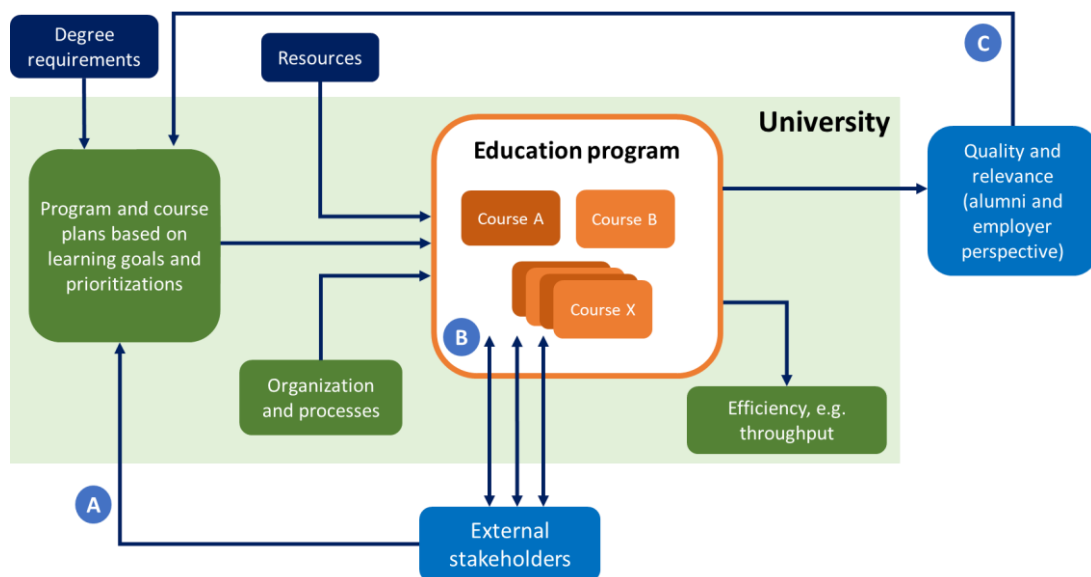 Degree
requirements
Resources
C
University
Education program
Quality and
relevance
(alumni and
employer
perspective)
Program and course
plans based on
learning goals and
prioritizations
Course A
Course B
Course X
B
Organization
and processes
Efficiency, e.g.
throughput
A
External
stakeholders